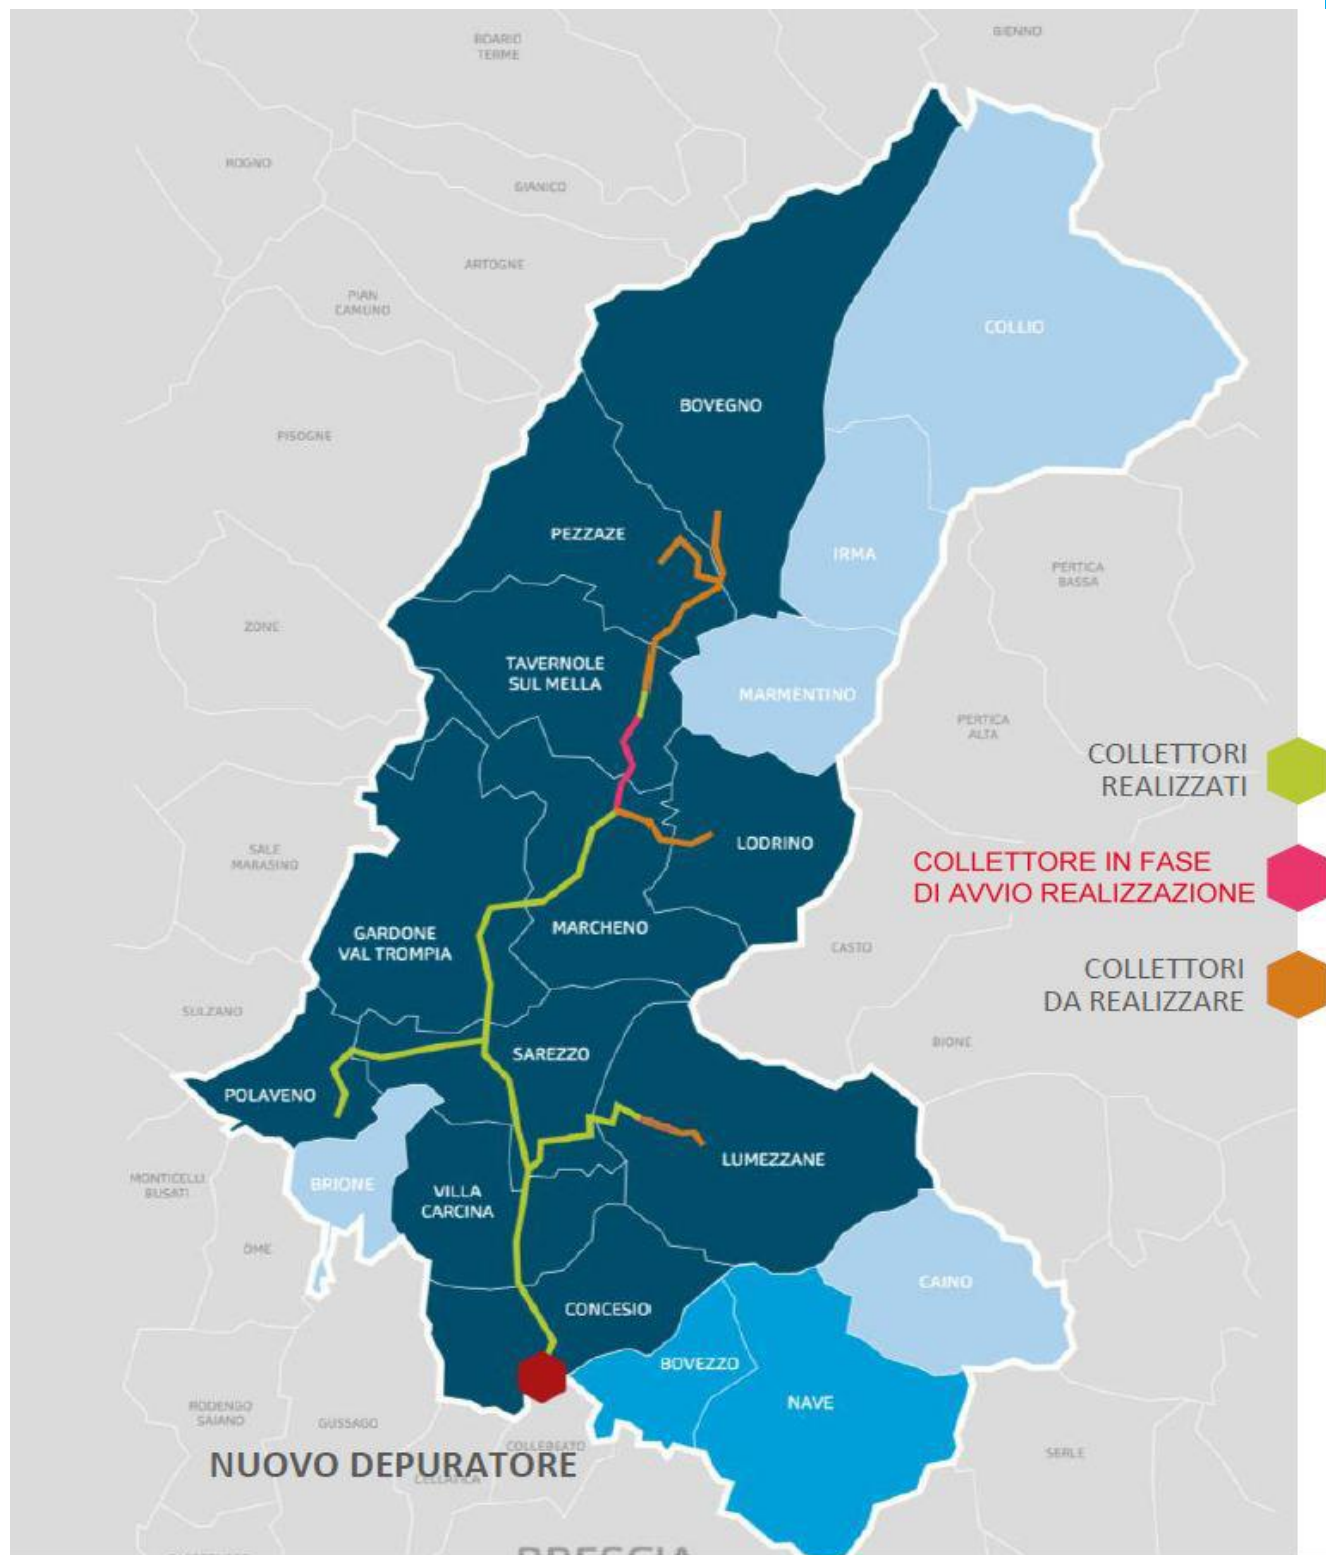 BOARIO
TERME
BIENNO
ROGNO
GIANICO
ARTOGNE
PIAN
CAMUNO
COLLIO
BOVEGNO
PISOGNE
PEZZAZE
IRMA
PERTICA
BASSA
ZONE
TAVERNOLE
SUL MELLA
MARMENTINO
PERTICA
ALTA
COLLETTORI
REALIZZATI
LODRINO
SALE
MARASINO
COLLETTORE IN FASE
DI AVVIO REALIZZAZIONE
MARCHENO
GARDONE
VAL TROMPIA
CASTO
COLLETTORI
DA REALIZZARE
SULZANO
BIONE
SAREZZO
POLAVENO
LUMEZZANE
MONTICELLI
BUSATI
BRIONE
VILLA
CARCINA
OME
CAINO
CONCESIO
BOVEZZO
NAVE
RODENGO
SAIANO
GUSSAGO
COLLEBEATO
SERLE
NUOVO DEPURATORE
CELLATICA
BRESCIA